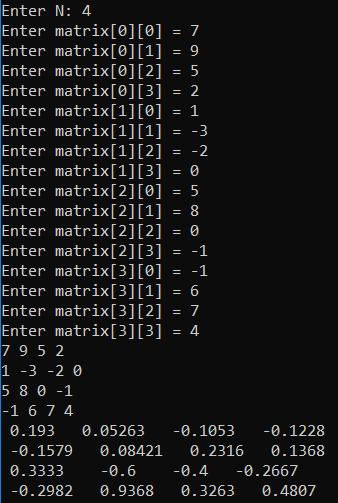 Enter N: 4
Enter matrix[0][0] = 7
Enter matrix[0][1] = 9
Enter matrix[0][2] = 5
Enter matrix[0][3] = 2
Enter matrix[1][0] = 1
Enter matrix[1][1] = -3
Enter matrix[1][2] = -2
Enter matrix[1][3] = 0
Enter matrix[2][0] = 5
Enter matrix[2][1] = 8
Enter matrix[2][2] = 0
Enter matrix[2][3] = -1
Enter matrix[3][0] = -1
Enter matrix[3][1] = 6
Enter matrix[3][2] = 7
Enter matrix[3][3] = 4
7 9 5 2
1 -3 -2 0
5 8 0 -1
-1 6 7 4
0.193 0.05263 -0.1053 -0.1228
-0.1579 0.08421 0.2316 0.1368
0.3333 -0.6 -0.4 -0.2667
-0.2982 0.9368 0.3263 0.4807